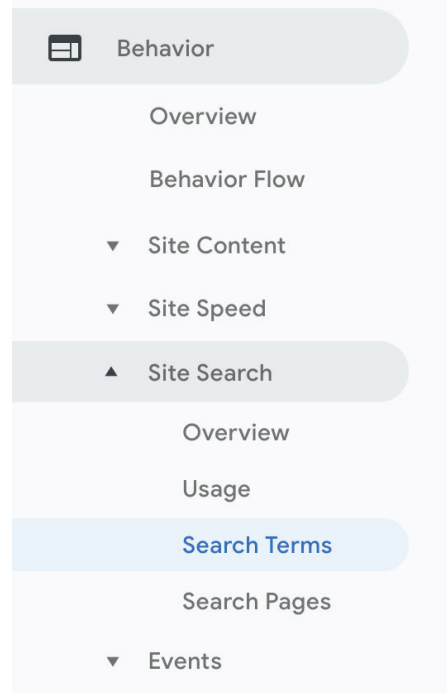 Behavior
Overview
Behavior Flow
Site Content
Site Speed
Site Search
Overview
Usage
Search Terms
Search Pages
Events